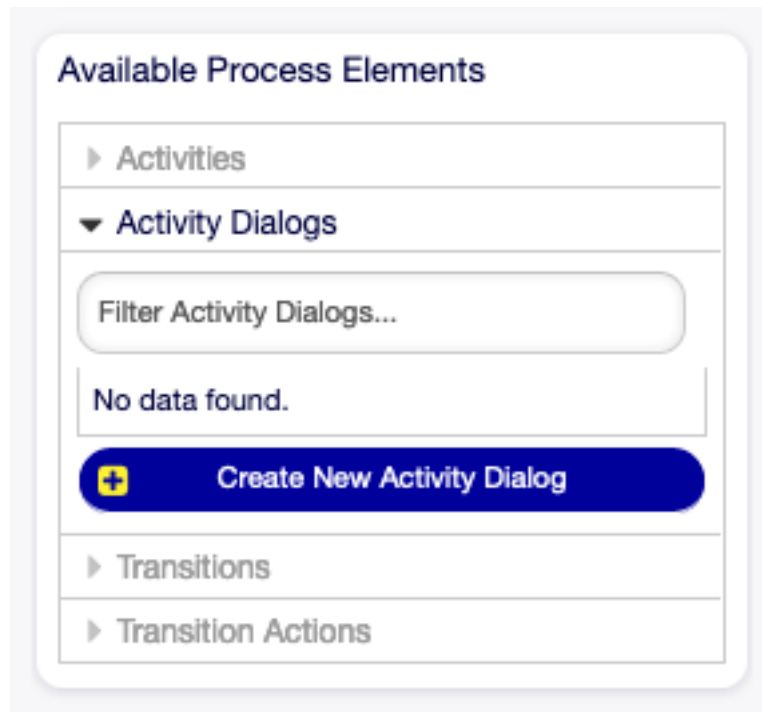 Available Process Elements
Activities
Activity Dialogs
Filter Activity Dialogs...
No data found.
Create New Activity Dialog
Transitions
Transition Actions